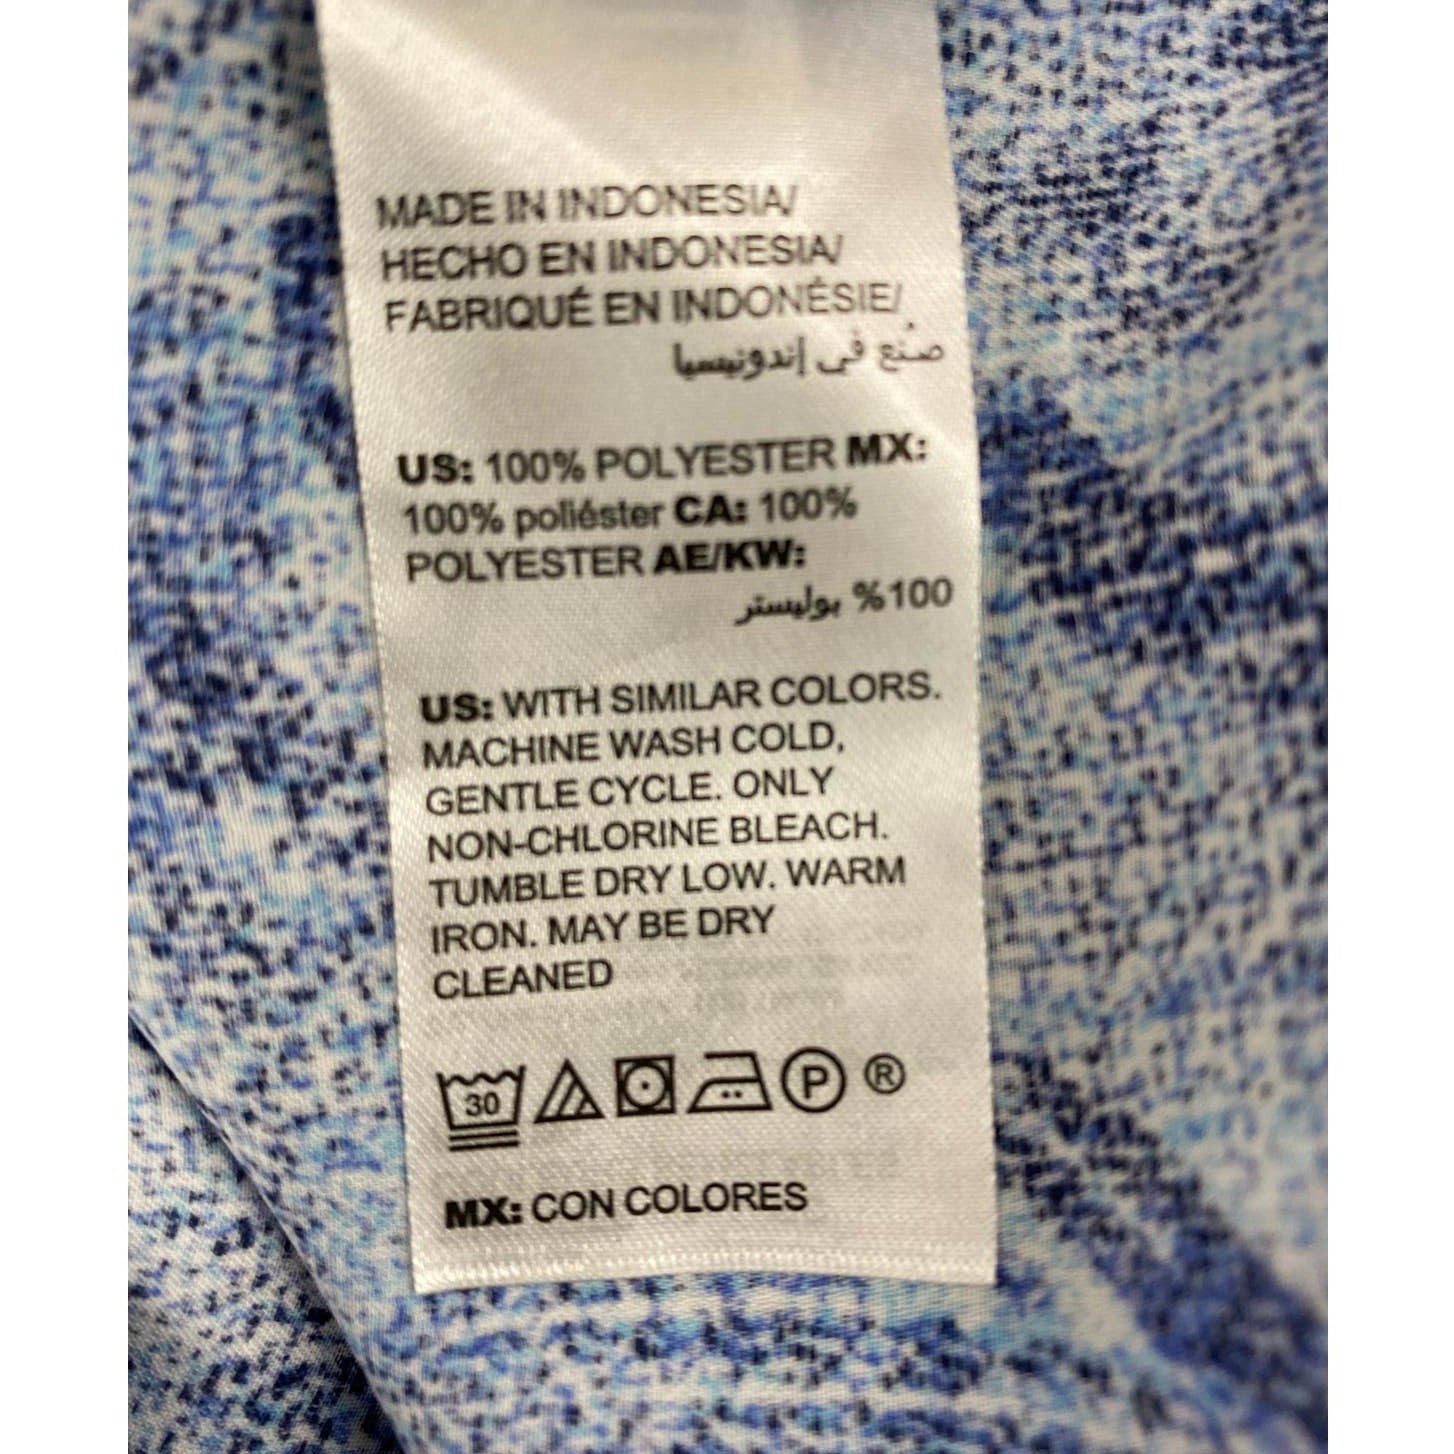 MADE IN INDONESIA/
HECHO EN INDONESIA/
FABRIQUÉ EN INDONÉSIE/
صُنع في إندونيسيا
US: 100% POLYESTER MX:
100% poliéster CA: 100%
POLYESTER AE/KW:
100% بوليستر
US: WITH SIMILAR COLORS.
MACHINE WASH COLD,
GENTLE CYCLE. ONLY
NON-CHLORINE BLEACH.
TUMBLE DRY LOW. WARM
IRON. MAY BE DRY
CLEANED
30 P ®
MX: CON COLORES